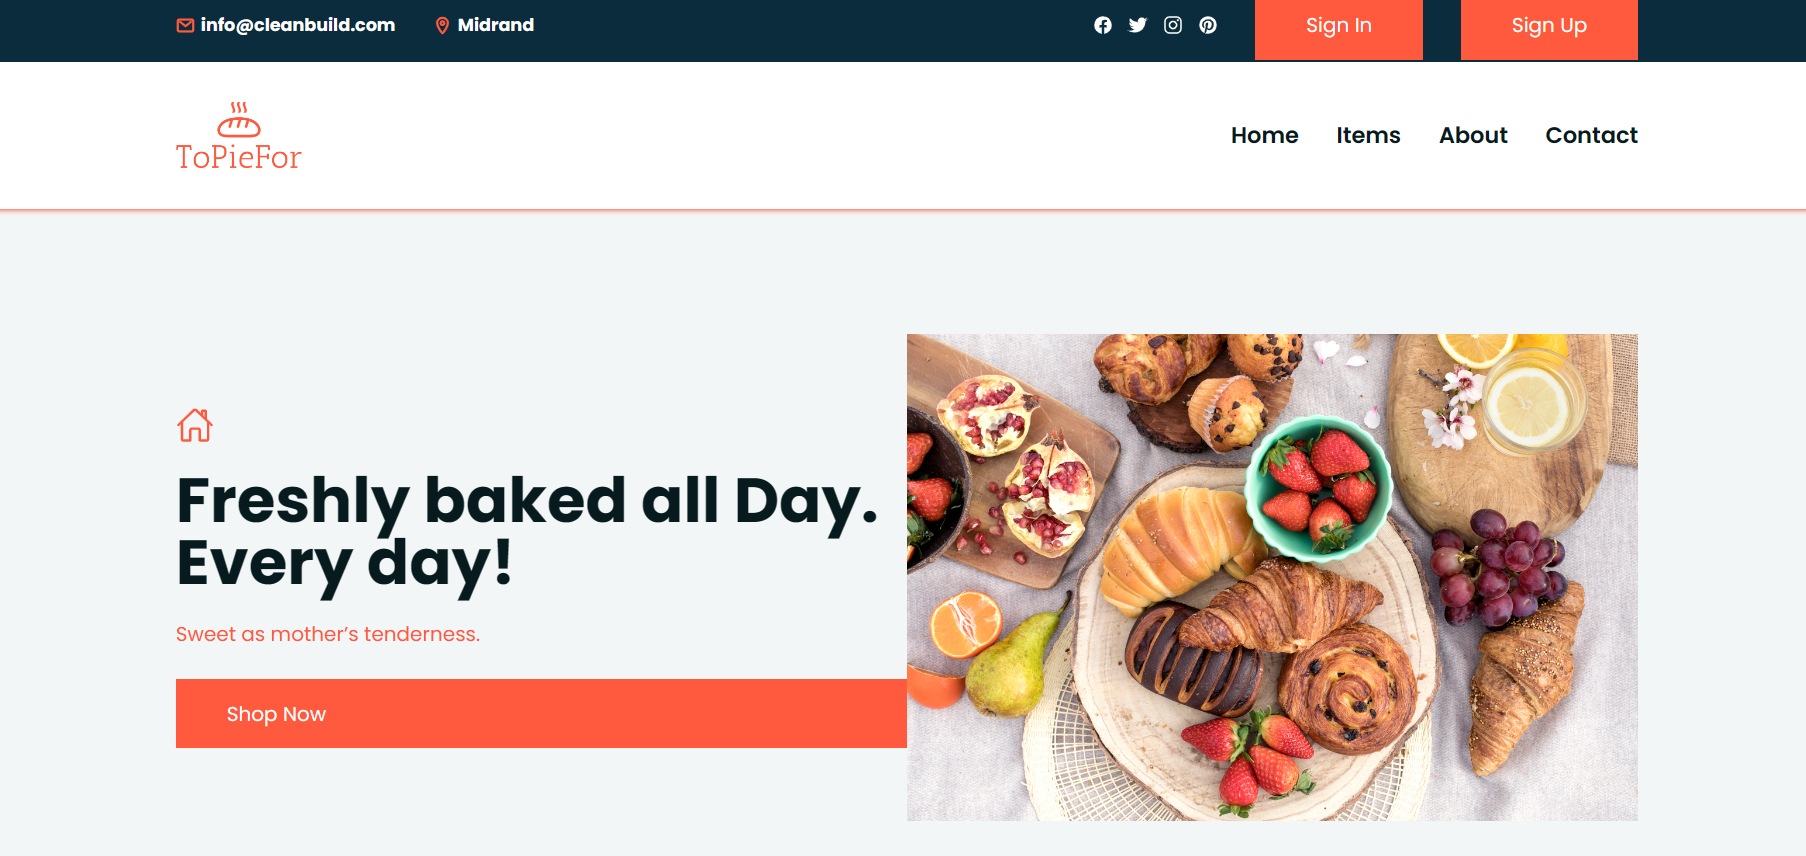 info@cleanbuild.com Midrand Sign In Sign Up
ToPieFor
Home Items About Contact
Freshly baked all Day.
Every day!
Sweet as mother’s tenderness.
Shop Now